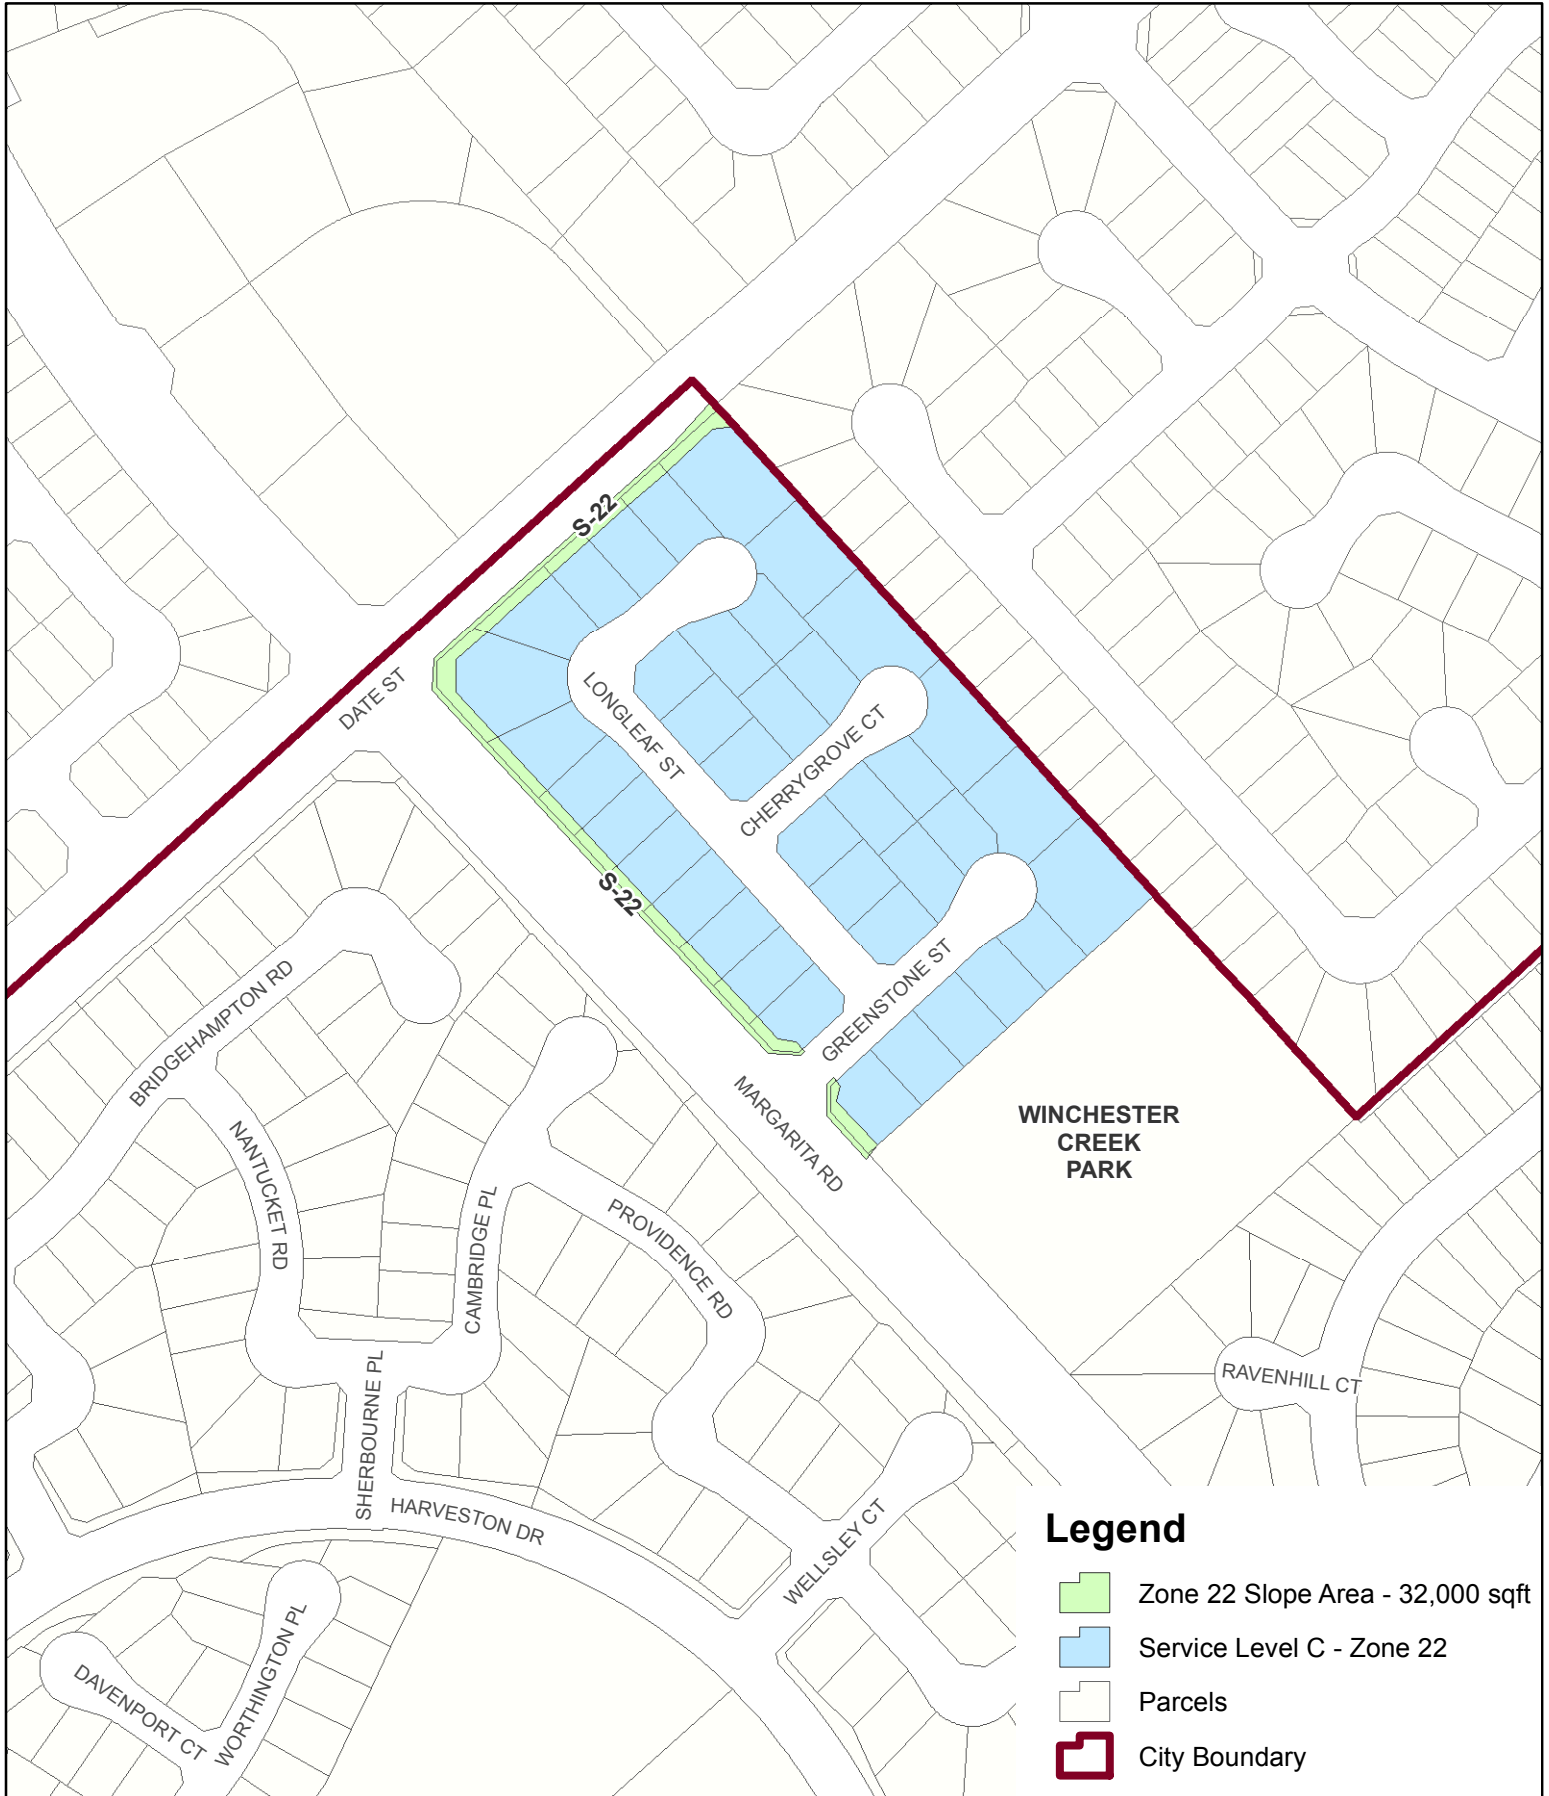 S-22
DATE ST
LONGLEAF ST
CHERRYGROVE CT
S-22
GREENSTONE ST
BRIDGEHAMPTON RD
MARGARITA RD
WINCHESTER
CREEK
PARK
NANTUCKET RD
CAMBRIDGE PL
PROVIDENCE RD
RAVENHILL CT
SHERBOURNE PL
HARVESTON DR
WELLSLEY CT
WORTHINGTON PL
DAVENPORT CT
Legend
Zone 22 Slope Area - 32,000 sqft
Service Level C - Zone 22
Parcels
City Boundary